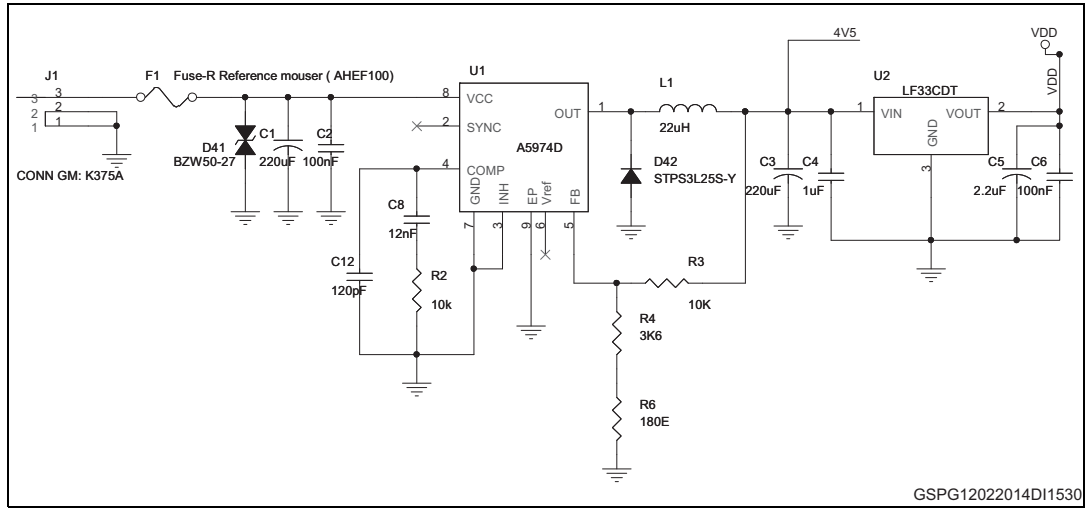 4V5
VDD
J1
F1
Fuse-R Reference mouser ( AHEF100)
U1
L1
U2
LF33CDT
VDD
3
3
2
2
1
1
8
VCC
OUT
1
22uH
1
VIN
VOUT
2
GND
3
2
SYNC
A5974D
D41
BZW50-27
C1
220uF
C2
100nF
D42
STPS3L25S-Y
C3
220uF
C4
1uF
C5
2.2uF
C6
100nF
CONN GM: K375A
4
COMP
GND
INH
EP
Vref
FB
7
3
9
6
5
C8
12nF
C12
120pF
R2
10k
R3
10K
R4
3K6
R6
180E
GSPG12022014DI1530